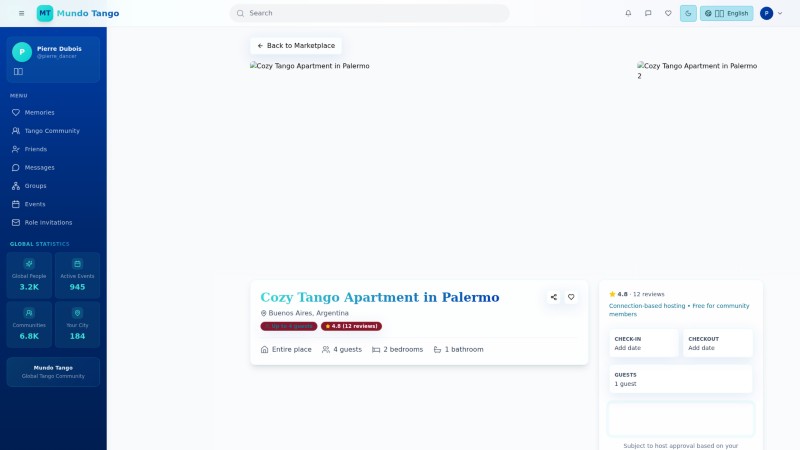 MT Mundo Tango
Search
English
P
P
Pierre Dubois
@pierre_dancer
MENU
Memories
Tango Community
Friends
Messages
Groups
Events
Role Invitations
GLOBAL STATISTICS
Global People
3.2K
Active Events
945
Communities
6.8K
Your City
184
Mundo Tango
Global Tango Community
Back to Marketplace
Cozy Tango Apartment in Palermo
Cozy Tango Apartment in Palermo
2
Cozy Tango Apartment in Palermo
Buenos Aires, Argentina
4.8 (12 reviews)
Entire place
4 guests
2 bedrooms
1 bathroom
4.8 · 12 reviews
Connection-based hosting • Free for community
members
CHECK-IN
Add date
CHECKOUT
Add date
GUESTS
1 guest
Subject to host approval based on your